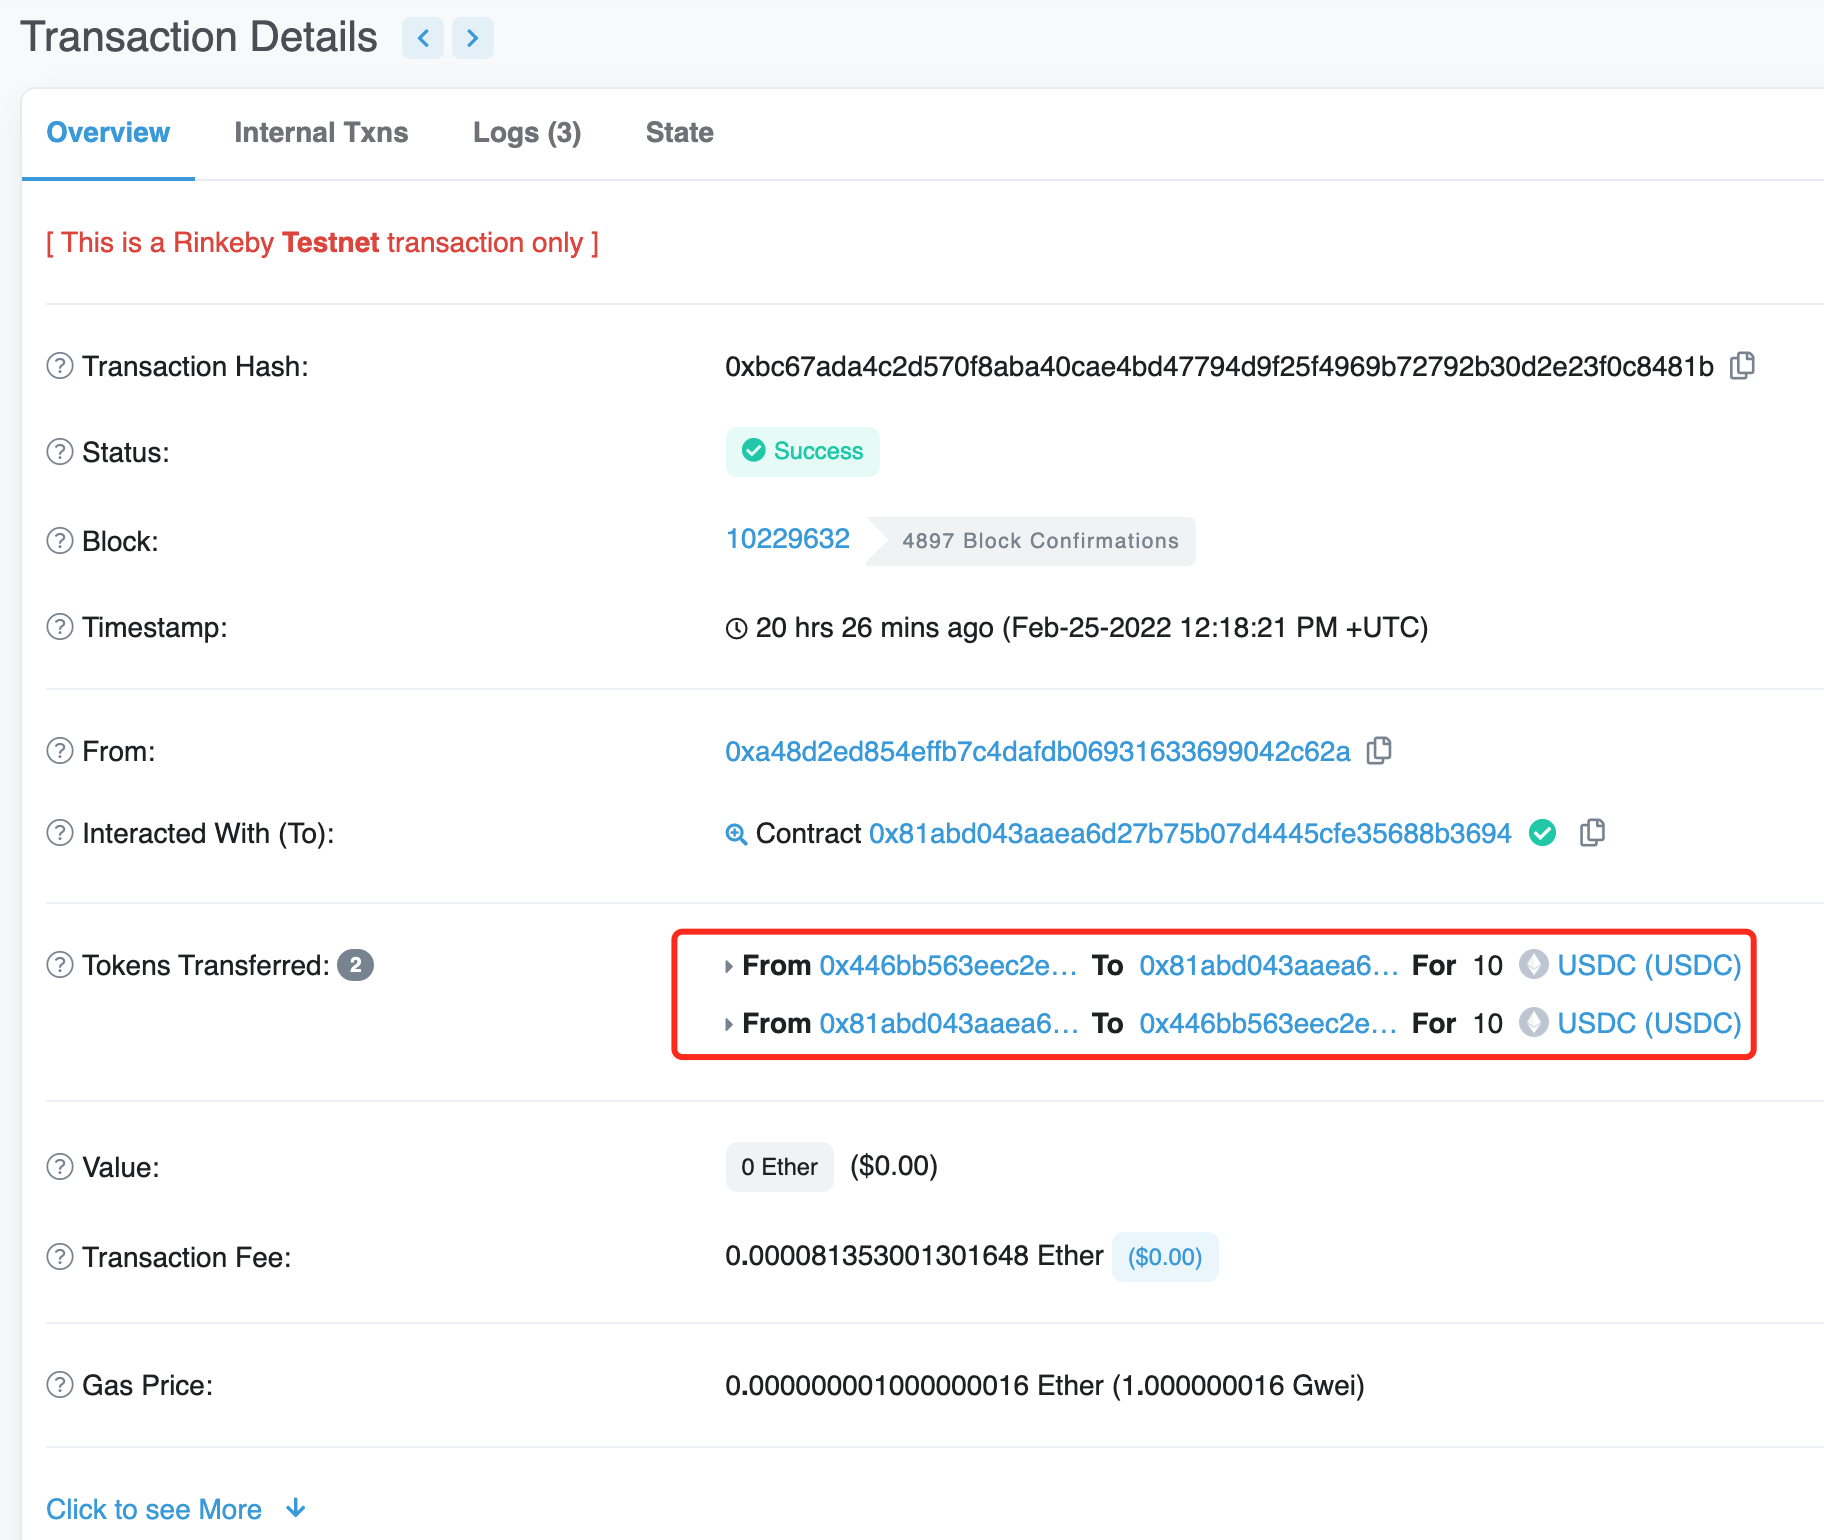 Transaction Details
Overview Internal Txns Logs (3) State
[ This is a Rinkeby Testnet transaction only ]
Transaction Hash: 0xbc67ada4c2d570f8aba40cae4bd47794d9f25f4969b72792b30d2e23f0c8481b
Status: Success
Block: 10229632 4897 Block Confirmations
Timestamp: 20 hrs 26 mins ago (Feb-25-2022 12:18:21 PM +UTC)
From: 0xa48d2ed854effb7c4dafdb06931633699042c62a
Interacted With (To): Contract 0x81abd043aaea6d27b75b07d4445cfe35688b3694
Tokens Transferred: 2 From 0x446bb563eec2e... To 0x81abd043aaea6... For 10 USDC (USDC)
From 0x81abd043aaea6... To 0x446bb563eec2e... For 10 USDC (USDC)
Value: 0 Ether ($0.00)
Transaction Fee: 0.000081353001301648 Ether ($0.00)
Gas Price: 0.000000001000000016 Ether (1.000000016 Gwei)
Click to see More